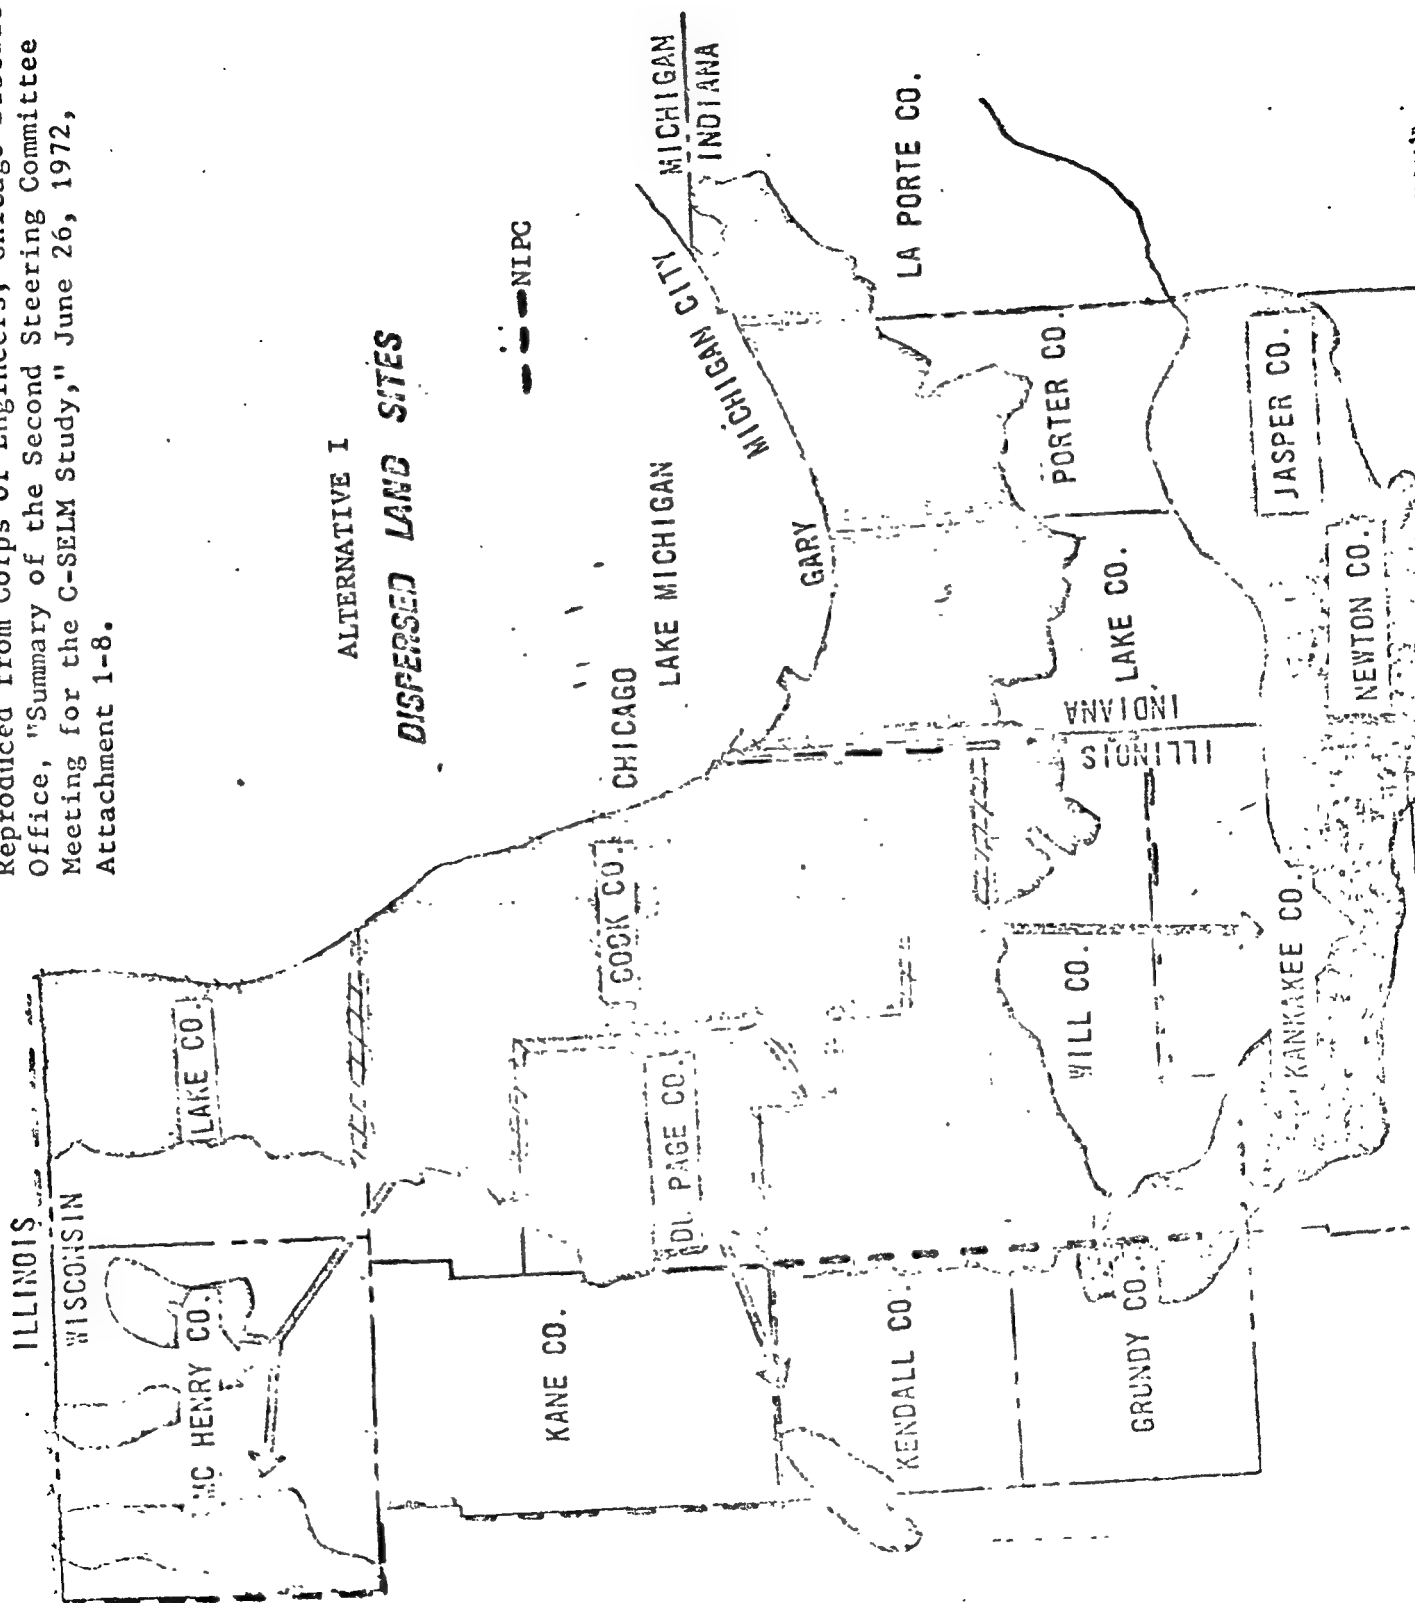 Reproduced from Corps of Engineers, Chicago
Office, "Summary of the Second Steering Committee
Meeting for the C-SELM Study," June 26, 1972,
Attachment 1-8.
ALTERNATIVE I
DISPERSED LAND SITES
NIPC
ILLINOIS
WISCONSIN
MC HENRY CO.
LAKE CO.
KANE CO.
DU PAGE CO.
COOK CO.
CHICAGO
LAKE MICHIGAN
MICHIGAN CITY
MICHIGAN
MICHIGAN
INDIANA
GARY
KENDALL CO.
GRUNDY CO.
WILL CO.
KANKAKEE CO.
ILLINOIS
INDIANA
LAKE CO.
PORTER CO.
LA PORTE CO.
NEWTON CO.
JASPER CO.